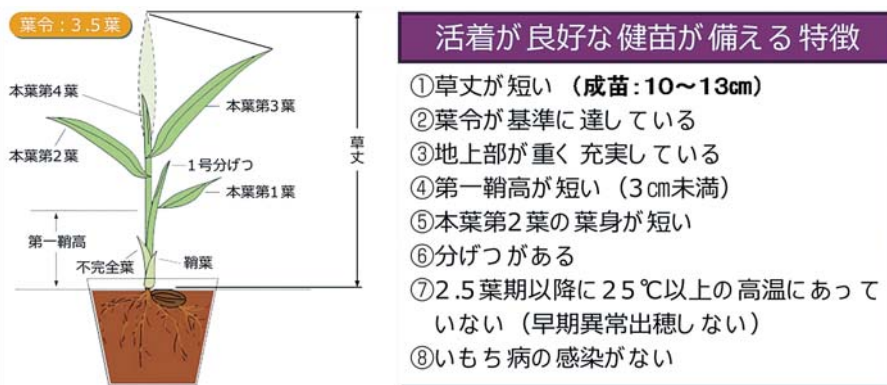 葉令:3.5葉
本葉第4葉
本葉第3葉
本葉第2葉
1号分げつ
本葉第1葉
草丈
第一鞘高
不完全葉
鞘葉
活着が良好な健苗が備える特徴
①草丈が短い (成苗:10〜13㎝)
②葉令が基準に達している
③地上部が重く充実している
④第一鞘高が短い(3㎝未満)
⑤本葉第2葉の葉身が短い
⑥分げつがある
⑦2.5葉期以降に25℃以上の高温にあって
いない(早期異常出穂しない)
⑧いもち病の感染がない